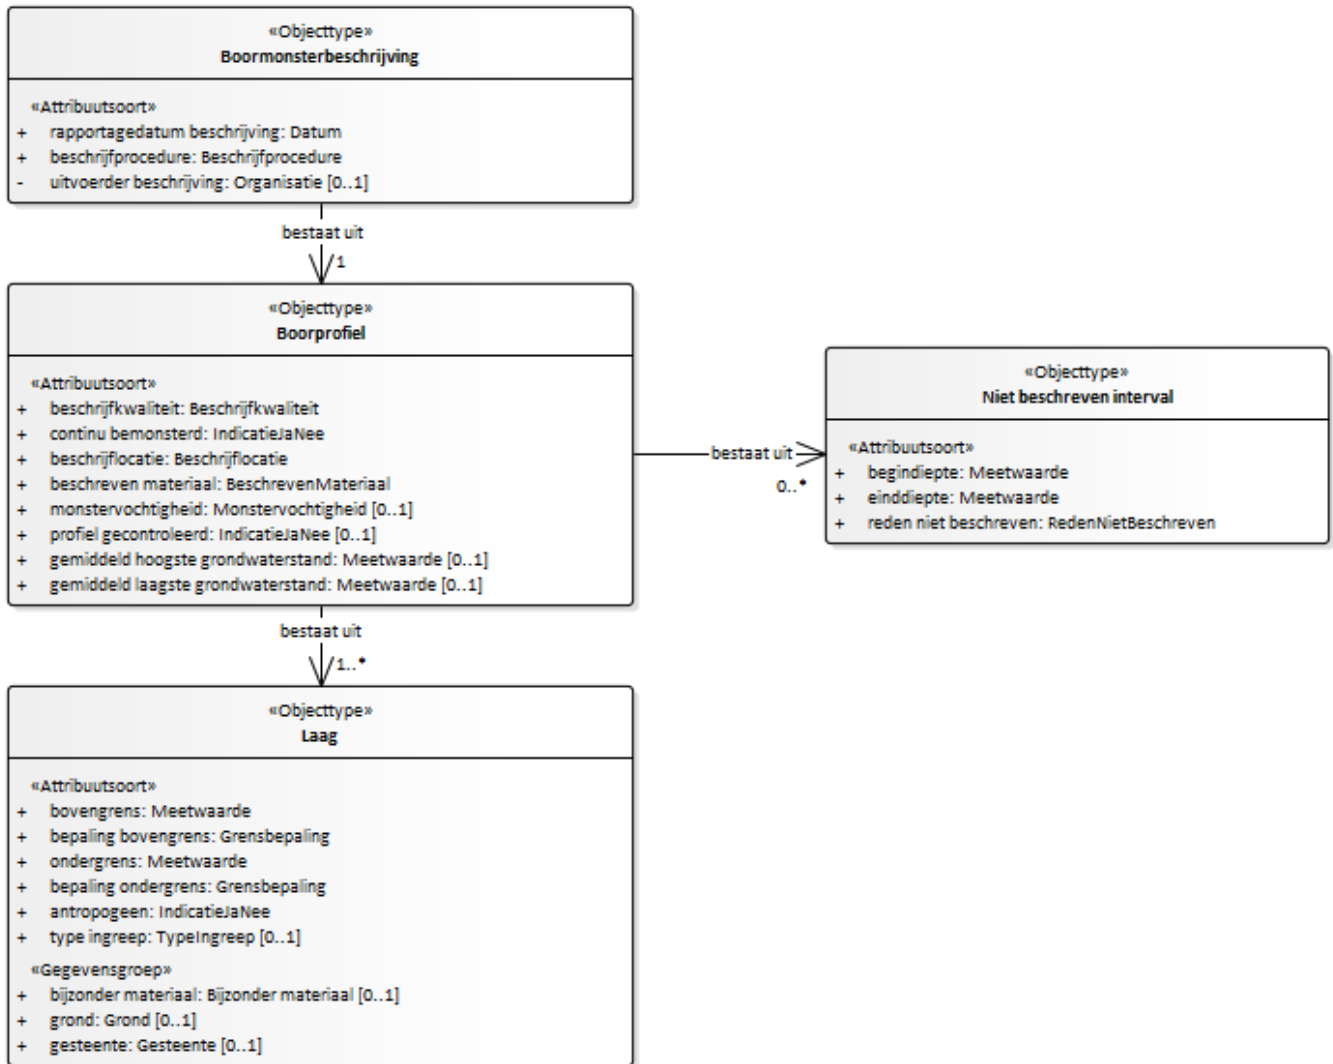 «Objecttype»
Boormonsterbeschrijving
«Attribuutsoort»
+ rapportagedatum beschrijving: Datum
+ beschrijfprocedure: Beschrijfprocedure
- uitvoerder beschrijving: Organisatie [0..1]
bestaat uit
1
«Objecttype»
Boorprofiel
«Attribuutsoort»
+ beschrijfkwaliteit: Beschrijfkwaliteit
+ continu bemonsterd: IndicatieJaNee
+ beschrijflocatie: Beschrijflocatie
+ beschreven materiaal: BeschrevenMateriaal
+ monstervochtigheid: Monstervochtigheid [0..1]
+ profiel gecontroleerd: IndicatieJaNee [0..1]
+ gemiddeld hoogste grondwaterstand: Meetwaarde [0..1]
+ gemiddeld laagste grondwaterstand: Meetwaarde [0..1]
bestaat uit
0..*
«Objecttype»
Niet beschreven interval
«Attribuutsoort»
+ begindiepte: Meetwaarde
+ einddiepte: Meetwaarde
+ reden niet beschreven: RedenNietBeschreven
bestaat uit
1..*
«Objecttype»
Laag
«Attribuutsoort»
+ bovengrens: Meetwaarde
+ bepaling bovengrens: Grensbepaling
+ ondergrens: Meetwaarde
+ bepaling ondergrens: Grensbepaling
+ antropogeen: IndicatieJaNee
+ type ingreep: TypeIngreep [0..1]
«Gegevensgroep»
+ bijzonder materiaal: Bijzonder materiaal [0..1]
+ grond: Grond [0..1]
+ gesteente: Gesteente [0..1]